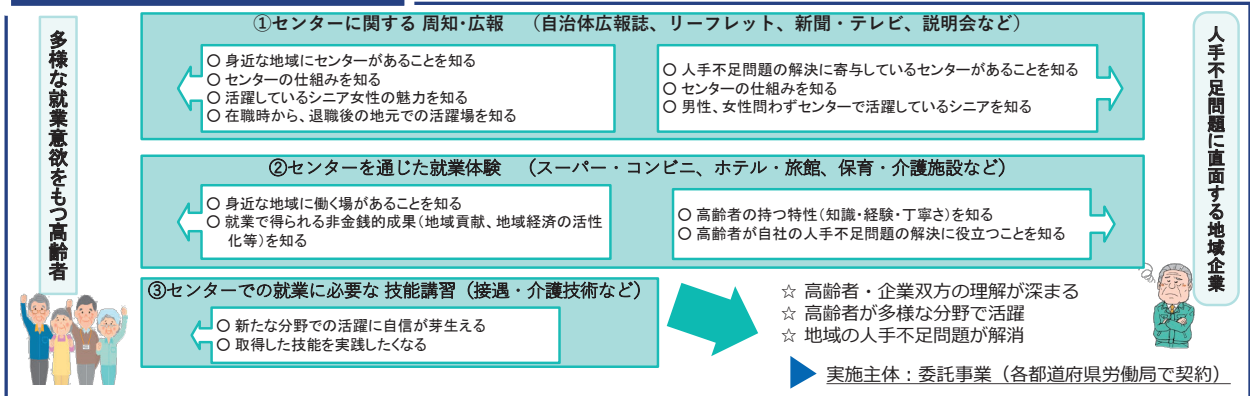 多様な就業意欲をもつ高齢者
①センターに関する 周知･広報　（自治体広報誌、リーフレット、新聞・テレビ、説明会など）
○ 身近な地域にセンターがあることを知る
○ センターの仕組みを知る
○ 活躍しているシニア女性の魅力を知る
○ 在職時から、退職後の地元での活躍場を知る
○ 人手不足問題の解決に寄与しているセンターがあることを知る
○ センターの仕組みを知る
○ 男性、女性問わずセンターで活躍しているシニアを知る
②センターを通じた就業体験　（スーパー・コンビニ、ホテル・旅館、保育・介護施設など）
○ 身近な地域に働く場があることを知る
○ 就業で得られる非金銭的成果（地域貢献、地域経済の活性
化等）を知る
○ 高齢者の持つ特性（知識・経験・丁寧さ）を知る
○ 高齢者が自社の人手不足問題の解決に役立つことを知る
③センターでの就業に必要な 技能講習（接遇・介護技術など）
○ 新たな分野での活躍に自信が芽生える
○ 取得した技能を実践したくなる
人手不足問題に直面する地域企業
☆ 高齢者・企業双方の理解が深まる
☆ 高齢者が多様な分野で活躍
☆ 地域の人手不足問題が解消
実施主体：委託事業（各都道府県労働局で契約）